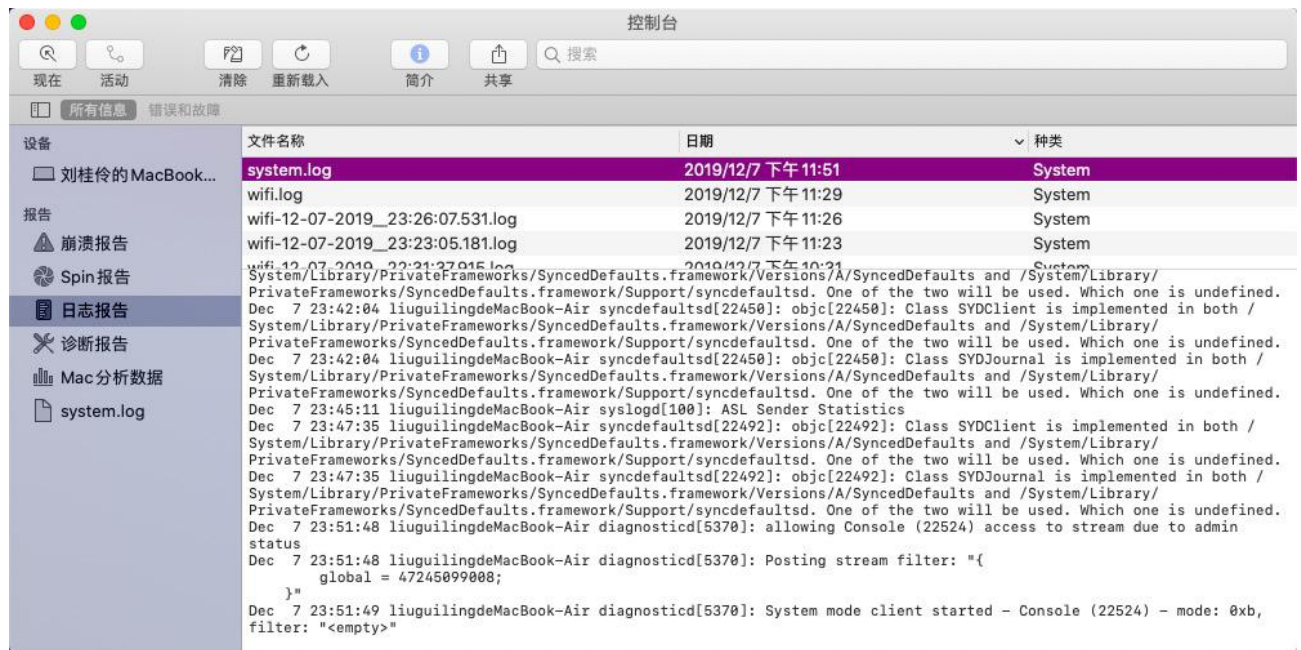 控制台
现在 活动 清除 重新载入 简介 共享 搜索
所有信息 错误和故障
设备
刘桂伶的MacBook...
报告
崩溃报告
Spin 报告
日志报告
诊断报告
Mac分析数据
system.log
文件名称 日期 种类
system.log 2019/12/7 下午11:51 System
wifi.log 2019/12/7 下午11:29 System
wifi-12-07-2019__23:26:07.531.log 2019/12/7 下午11:26 System
wifi-12-07-2019__23:23:05.181.log 2019/12/7 下午11:23 System
wifi-12-07-2019__22:31:37.915.log 2019/12/7 下午10:31 System
System/Library/PrivateFrameworks/SyncedDefaults.framework/Versions/A/SyncedDefaults and /System/Library/
PrivateFrameworks/SyncedDefaults.framework/Support/syncdefaultsd. One of the two will be used. Which one is undefined.
Dec  7 23:42:04 liuguilingdeMacBook-Air syncdefaultsd[22450]: objc[22450]: Class SYDClient is implemented in both /
System/Library/PrivateFrameworks/SyncedDefaults.framework/Versions/A/SyncedDefaults and /System/Library/
PrivateFrameworks/SyncedDefaults.framework/Support/syncdefaultsd. One of the two will be used. Which one is undefined.
Dec  7 23:42:04 liuguilingdeMacBook-Air syncdefaultsd[22450]: objc[22450]: Class SYDJournal is implemented in both /
System/Library/PrivateFrameworks/SyncedDefaults.framework/Versions/A/SyncedDefaults and /System/Library/
PrivateFrameworks/SyncedDefaults.framework/Support/syncdefaultsd. One of the two will be used. Which one is undefined.
Dec  7 23:45:11 liuguilingdeMacBook-Air syslogd[100]: ASL Sender Statistics
Dec  7 23:47:35 liuguilingdeMacBook-Air syncdefaultsd[22492]: objc[22492]: Class SYDClient is implemented in both /
System/Library/PrivateFrameworks/SyncedDefaults.framework/Versions/A/SyncedDefaults and /System/Library/
PrivateFrameworks/SyncedDefaults.framework/Support/syncdefaultsd. One of the two will be used. Which one is undefined.
Dec  7 23:47:35 liuguilingdeMacBook-Air syncdefaultsd[22492]: objc[22492]: Class SYDJournal is implemented in both /
System/Library/PrivateFrameworks/SyncedDefaults.framework/Versions/A/SyncedDefaults and /System/Library/
PrivateFrameworks/SyncedDefaults.framework/Support/syncdefaultsd. One of the two will be used. Which one is undefined.
Dec  7 23:51:48 liuguilingdeMacBook-Air diagnosticd[5370]: allowing Console (22524) access to stream due to admin
status
Dec  7 23:51:48 liuguilingdeMacBook-Air diagnosticd[5370]: Posting stream filter: "{
global = 47245099008;
}"
Dec  7 23:51:49 liuguilingdeMacBook-Air diagnosticd[5370]: System mode client started - Console (22524) - mode: 0xb,
filter: "<empty>"